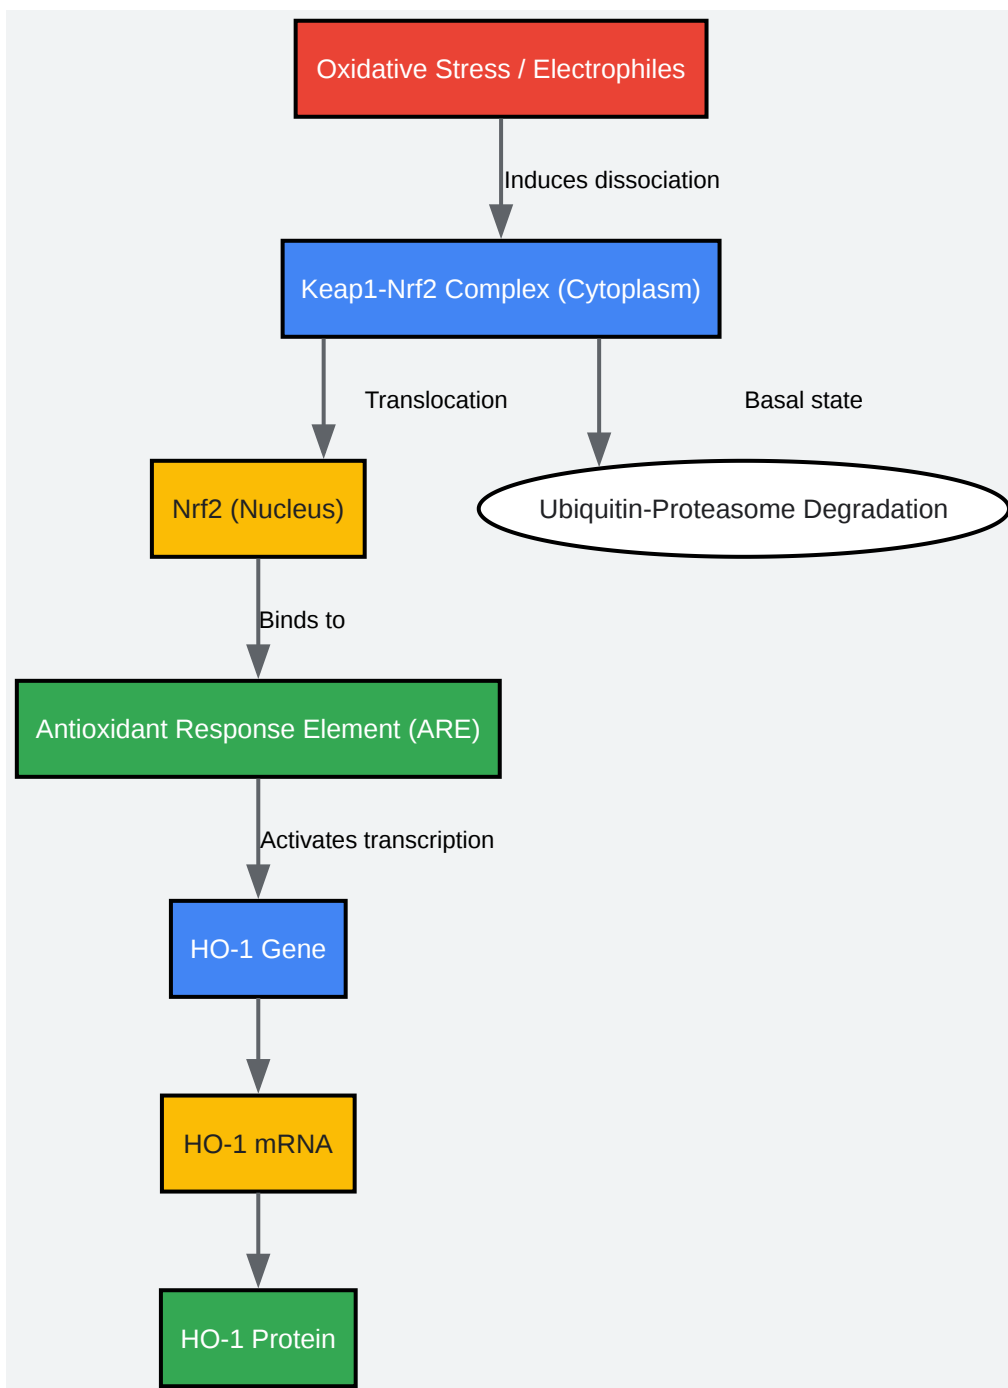 Oxidative Stress / Electrophiles
Induces dissociation
Keap1-Nrf2 Complex (Cytoplasm)
Translocation
Basal state
Nrf2 (Nucleus)
Ubiquitin-Proteasome Degradation
Binds to
Antioxidant Response Element (ARE)
Activates transcription
HO-1 Gene
HO-1 mRNA
HO-1 Protein